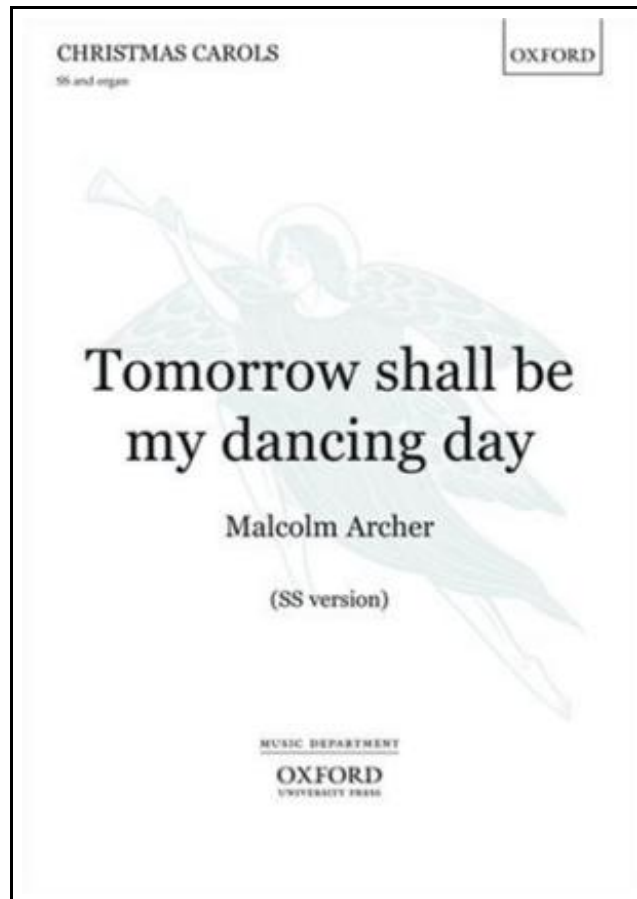 CHRISTMAS CAROLS
OXFORD
SS and organ
Tomorrow shall be
my dancing day
Malcolm Archer
(SS version)
MUSIC DEPARTMENT
OXFORD
UNIVERSITY PRESS